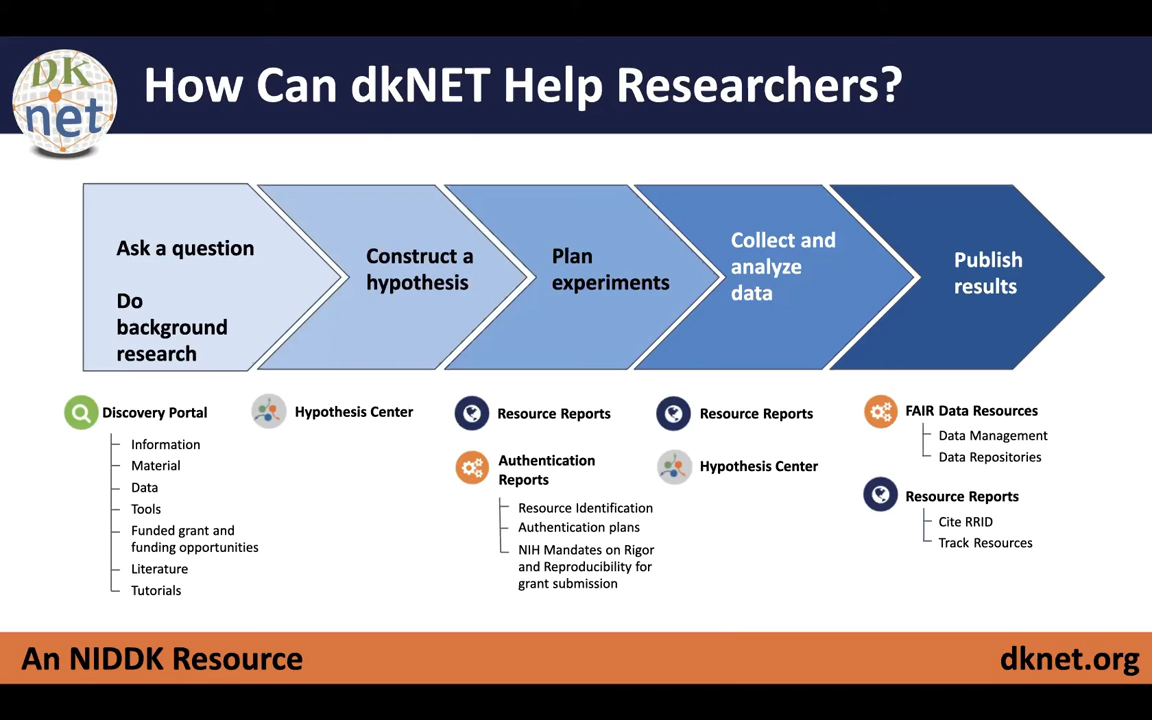 DK
net
How Can dkNET Help Researchers?
Ask a question
Do
background
research
Construct a
hypothesis
Plan
experiments
Collect and
analyze
data
Publish
results
Discovery Portal
Information
Material
Data
Tools
Funded grant and
funding opportunities
Literature
Tutorials
Hypothesis Center
Resource Reports
Authentication
Reports
Resource Identification
Authentication plans
NIH Mandates on Rigor
and Reproducibility for
grant submission
Resource Reports
Hypothesis Center
FAIR Data Resources
Data Management
Data Repositories
Resource Reports
Cite RRID
Track Resources
An NIDDK Resource
dknet.org